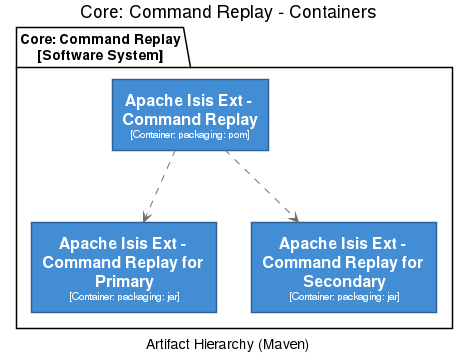 Core: Command Replay - Containers
Core: Command Replay
[Software System]
Apache Isis Ext -
Command Replay
[Container: packaging: pom]
Apache Isis Ext -
Command Replay for
Primary
[Container: packaging: jar]
Apache Isis Ext -
Command Replay for
Secondary
[Container: packaging: jar]
Artifact Hierarchy (Maven)